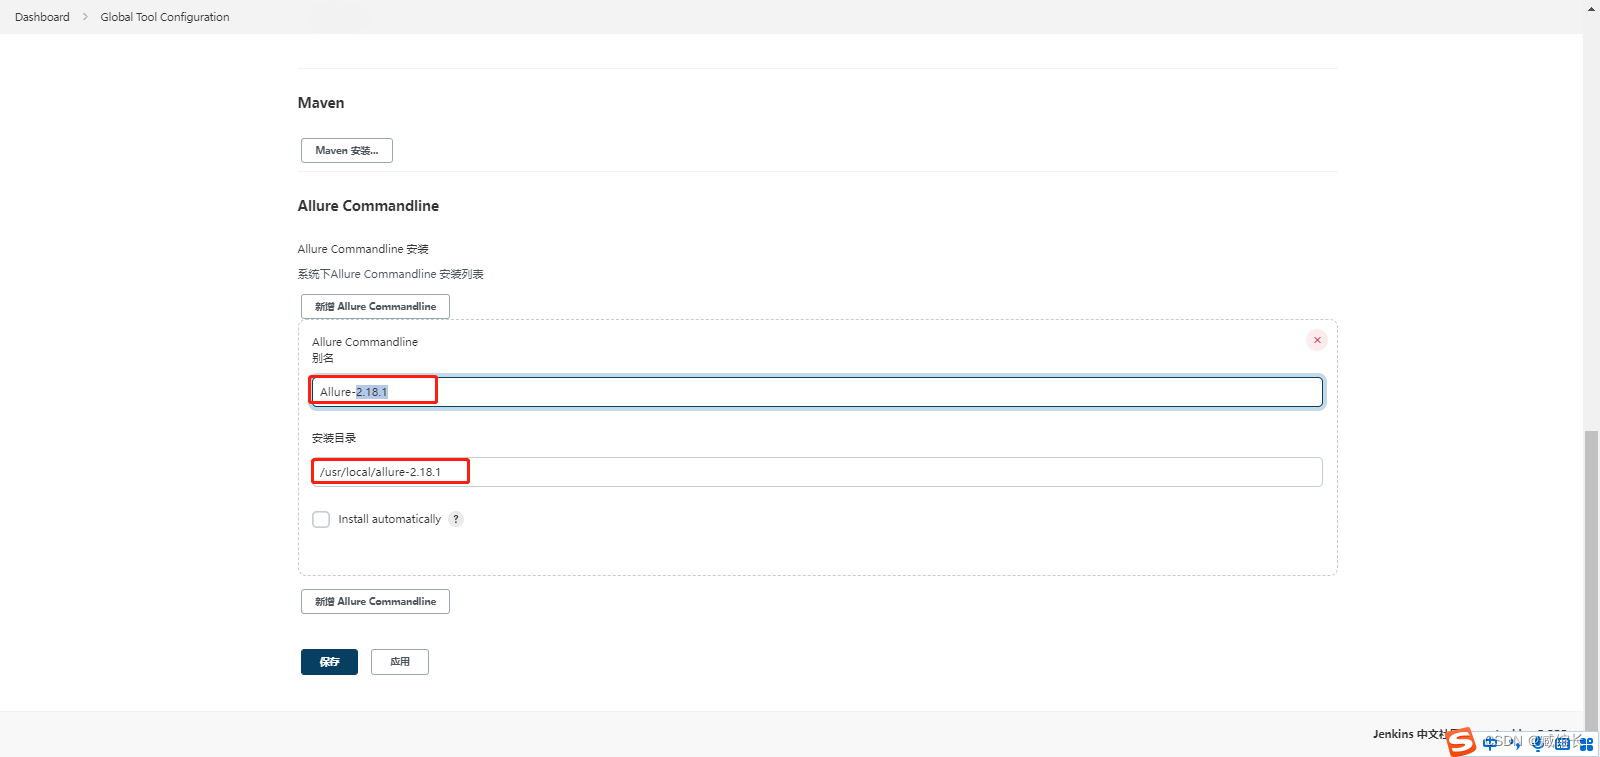 Dashboard > Global Tool Configuration
Maven
Maven 安装...
Allure Commandline
Allure Commandline 安装
系统下Allure Commandline 安装列表
新增 Allure Commandline
Allure Commandline
别名
Allure-2.18.1
安装目录
/usr/local/allure-2.18.1
Install automatically ?
新增 Allure Commandline
保存 应用
Jenkins 中文社
中
CSDN @